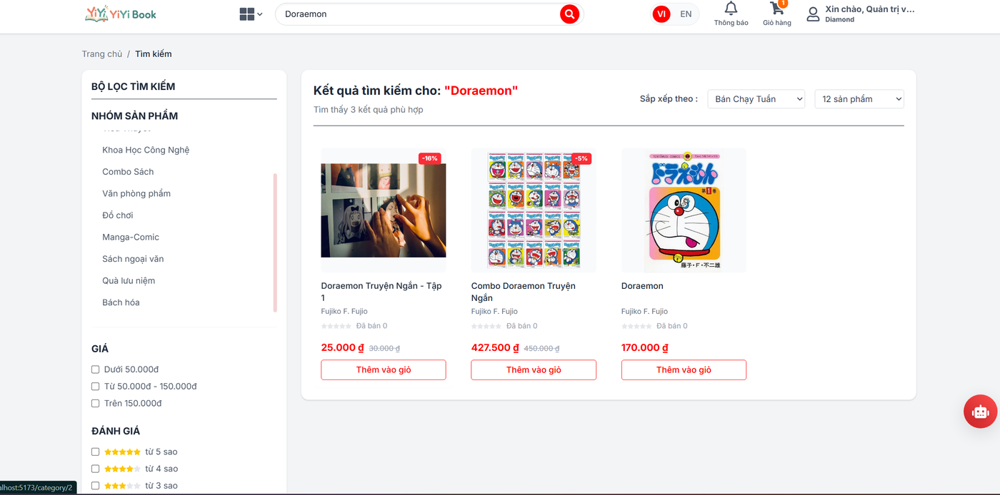 YiYi YiYi Book
Doraemon
VI EN
Thông báo
1
Giỏ hàng
Xin chào, Quản trị v...
Diamond
Trang chủ / Tìm kiếm
BỘ LỌC TÌM KIẾM
NHÓM SẢN PHẨM
Khoa Học Công Nghệ
Combo Sách
Văn phòng phẩm
Đồ chơi
Manga-Comic
Sách ngoại văn
Quà lưu niệm
Bách hóa
GIÁ
Dưới 50.000đ
Từ 50.000đ - 150.000đ
Trên 150.000đ
ĐÁNH GIÁ
từ 5 sao
từ 4 sao
từ 3 sao
Kết quả tìm kiếm cho: "Doraemon"
Tìm thấy 3 kết quả phù hợp
Sắp xếp theo :
Bán Chạy Tuần
12 sản phẩm
-16%
Doraemon Truyện Ngắn - Tập
1
Fujiko F. Fujio
Đã bán 0
25.000 ₫ 30.000 ₫
Thêm vào giỏ
-5%
Combo Doraemon Truyện
Ngắn
Fujiko F. Fujio
Đã bán 0
427.500 ₫ 450.000 ₫
Thêm vào giỏ
ドラえもん
第1巻
藤子・F・不二雄
Doraemon
Fujiko F. Fujio
Đã bán 0
170.000 ₫
Thêm vào giỏ
alhost:5173/category/2